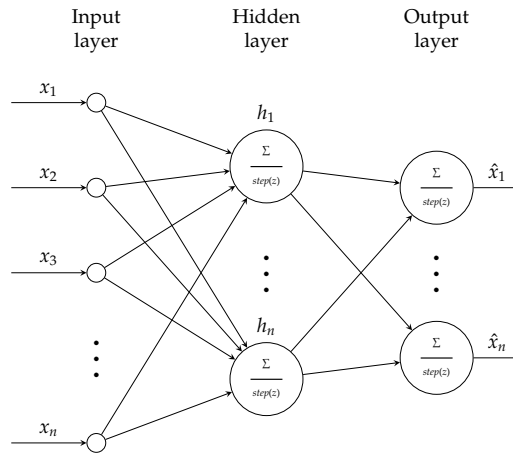 Input layer
Hidden layer
Output layer
x₁
x₂
x₃
xₙ
h₁
Σ
step(z)
hₙ
Σ
step(z)
Σ
step(z)
x̂₁
Σ
step(z)
x̂ₙ